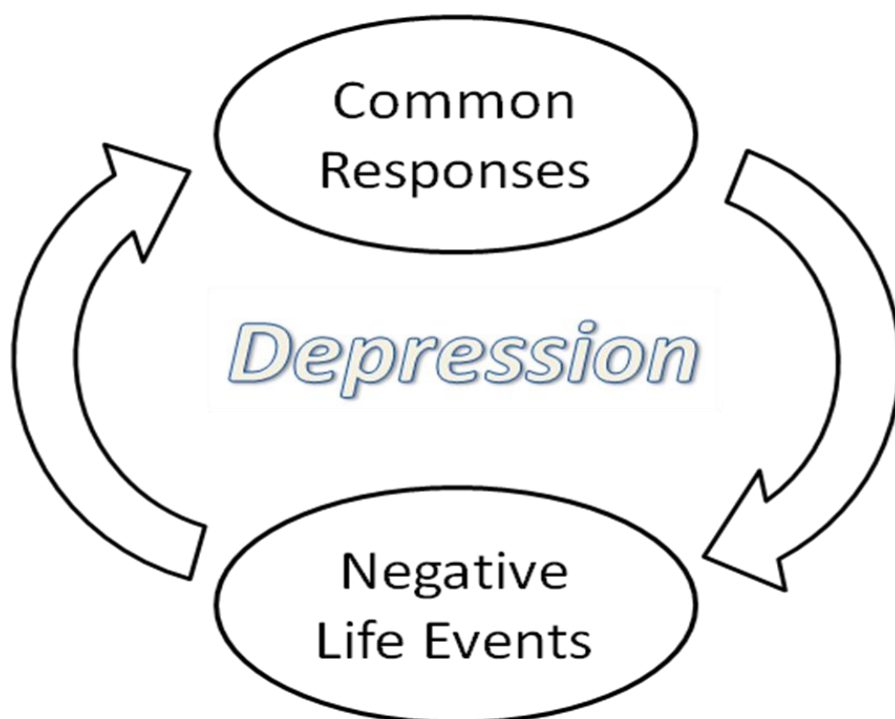 Common
Responses
Depression
Negative
Life Events